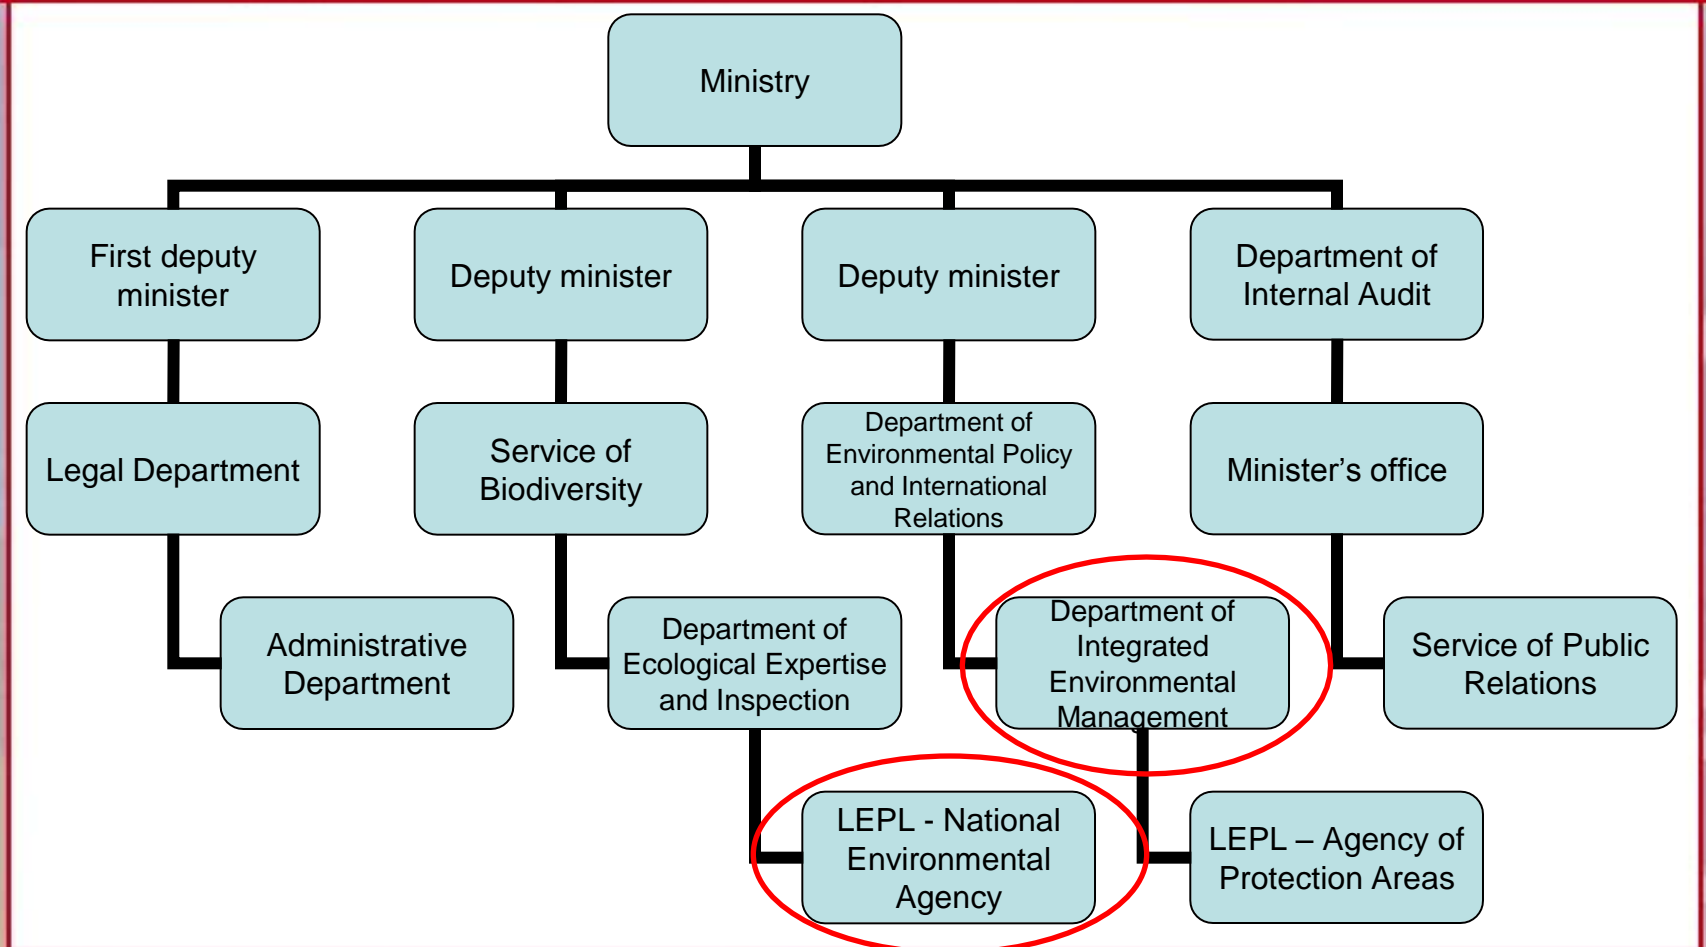 Ministry
First deputy
minister
Deputy minister
Deputy minister
Department of
Internal Audit
Legal Department
Service of
Biodiversity
Department of
Environmental Policy
and International
Relations
Minister’s office
Administrative
Department
Department of
Ecological Expertise
and Inspection
Department of
Integrated
Environmental
Management
Service of Public
Relations
LEPL - National
Environmental
Agency
LEPL – Agency of
Protection Areas